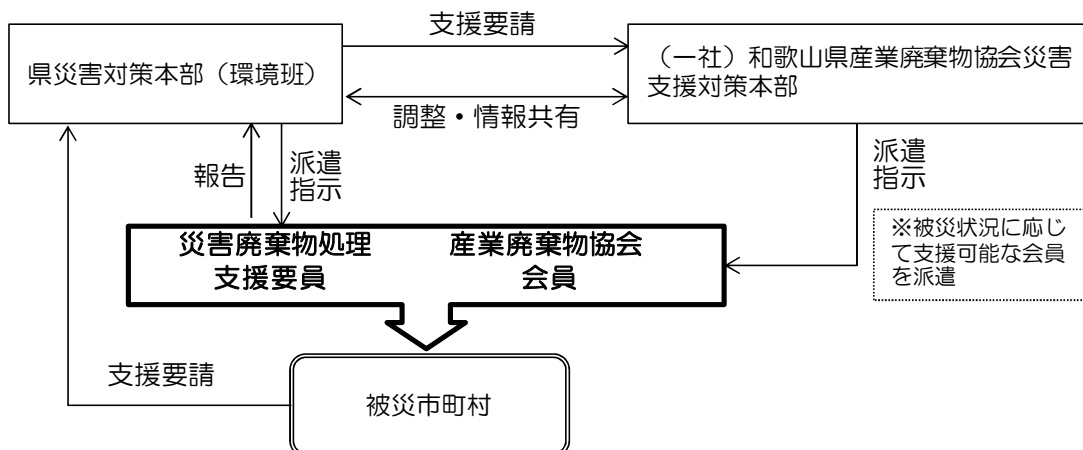 支援要請
県災害対策本部（環境班）
（一社）和歌山県産業廃棄物協会災害
支援対策本部
調整・情報共有
報告
派遣
指示
派遣
指示
※被災状況に応じ
て支援可能な会員
を派遣
災害廃棄物処理
支援要員
産業廃棄物協会
会員
支援要請
被災市町村